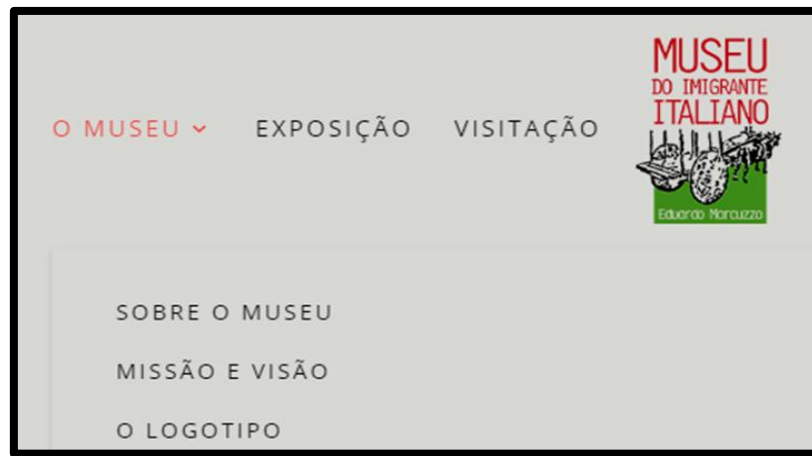 O MUSEU
EXPOSIÇÃO
VISITAÇÃO
MUSEU
DO IMIGRANTE
ITALIANO
Eduardo Marcuzzo
SOBRE O MUSEU
MISSÃO E VISÃO
O LOGOTIPO